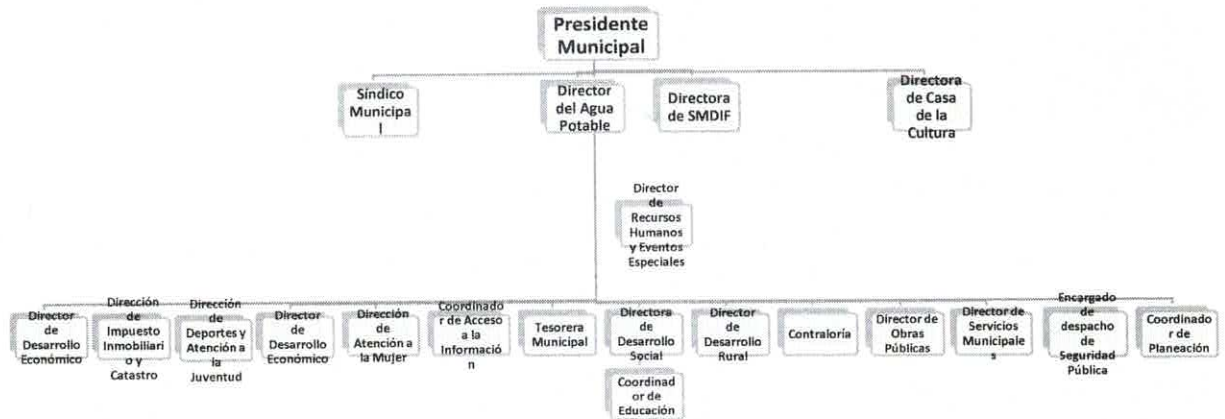 Presidente
Municipal
Síndico
Municipa
l
Director
del Agua
Potable
Directora
de SMDIF
Directora
de Casa
de la
Cultura
Director
de
Recursos
Humanos
y Eventos
Especiales
Director
de
Desarrollo
Económico
Dirección
de
Impuesto
Inmobiliari
o y
Catastro
Dirección
de
Deportes y
Atención a
la
Juventud
Director
de
Desarrollo
Económico
Dirección
de
Atención a
la Mujer
Coordinado
r de Acceso
a la
Informació
n
Tesorera
Municipal
Directora
de
Desarrollo
Social
Director
de
Desarrollo
Rural
Contraloría
Director de
Obras
Públicas
Director de
Servicios
Municipale
s
Encargado
de
despacho
de
Seguridad
Pública
Coordinado
r de
Planeación
Coordinad
or de
Educación